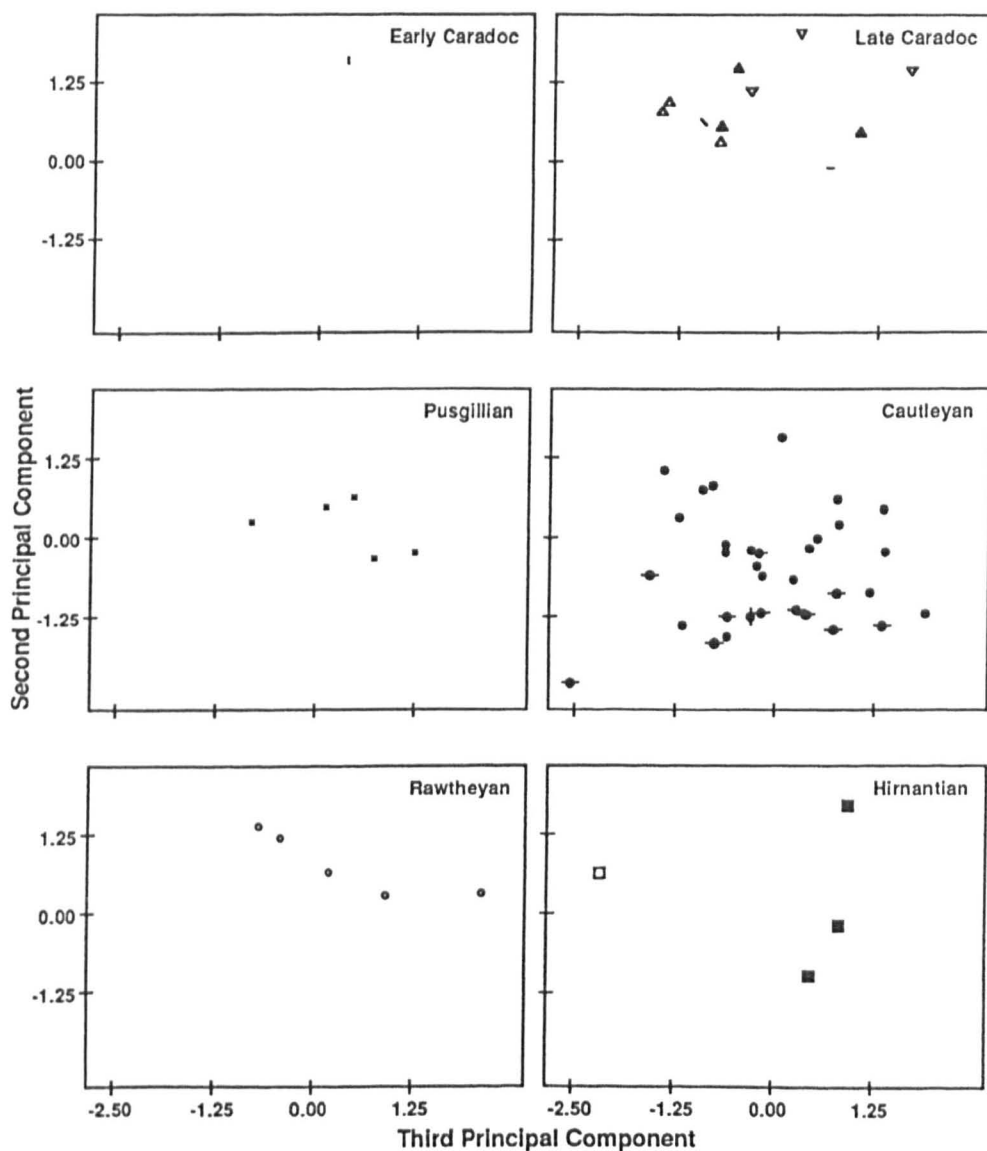 Early Caradoc
Late Caradoc
1.25
0.00
-1.25
Pusgillian
Cautleyan
1.25
0.00
-1.25
Second Principal Component
Rawtheyan
Hirnantian
1.25
0.00
-1.25
-2.50 -1.25 0.00 1.25
-2.50 -1.25 0.00 1.25
Third Principal Component